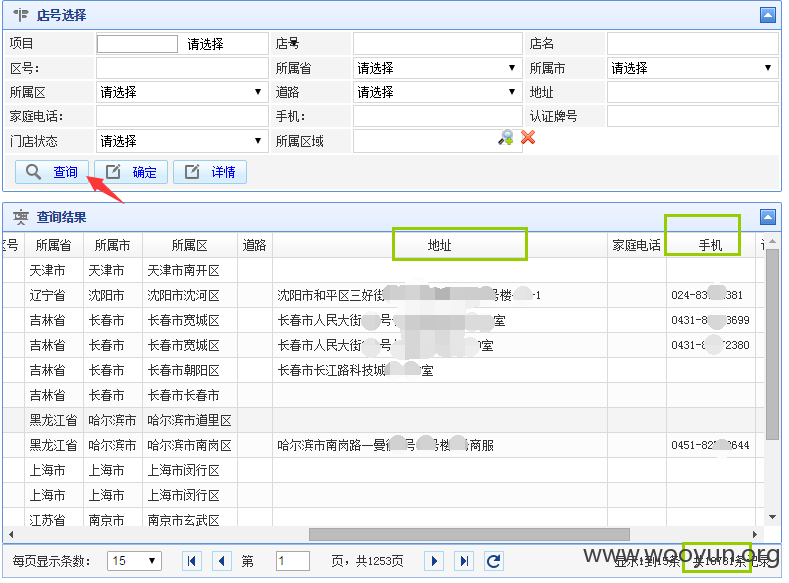 店号选择
项目 请选择 店号 店名
区号: 所属省 请选择 所属市 请选择
所属区 请选择 道路 请选择 地址
家庭电话: 手机: 认证牌号
门店状态 请选择 所属区域
查询 确定 详情
查询结果
区号 所属省 所属市 所属区 道路 地址 家庭电话 手机
天津市 天津市 天津市南开区
辽宁省 沈阳市 沈阳市沈河区 沈阳市和平区三好街 号楼 -1 024-83 381
吉林省 长春市 长春市宽城区 长春市人民大街 号 室 0431-8 3699
吉林省 长春市 长春市宽城区 长春市人民大街 号 室 0431-8 2380
吉林省 长春市 长春市朝阳区 长春市长江路科技城 室
吉林省 长春市 长春市长春市
黑龙江省 哈尔滨市 哈尔滨市道里区
黑龙江省 哈尔滨市 哈尔滨市南岗区 哈尔滨市南岗路一曼街 号 号楼 商服 0451-82 2644
上海市 上海市 上海市闵行区
上海市 上海市 上海市闵行区
江苏省 南京市 南京市玄武区
每页显示条数: 15 第 1 页，共1253页 显示1到15条 共18781条记录
www.wooyun.org